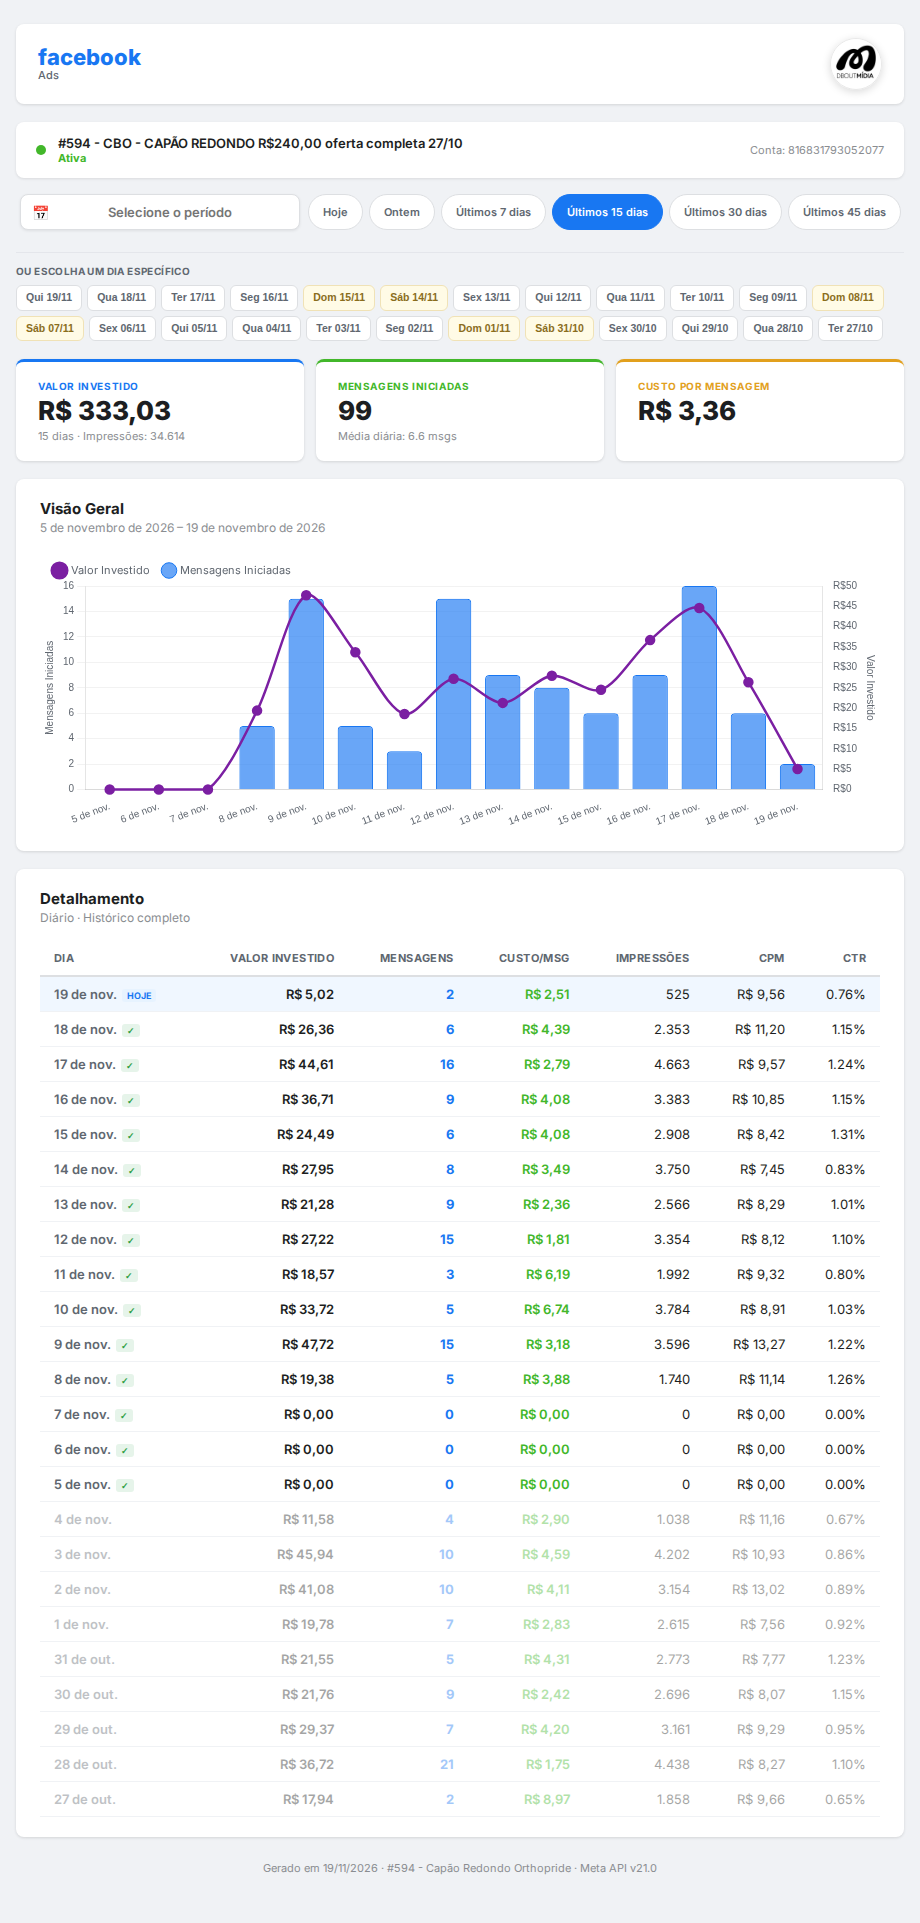 facebook
Ads
DBOUTMÍDIA
#594 - CBO - CAPÃO REDONDO R$240,00 oferta completa 27/10
Ativa
Conta: 816831793052077
Selecione o período
Hoje
Ontem
Últimos 7 dias
Últimos 15 dias
Últimos 30 dias
Últimos 45 dias
OU ESCOLHA UM DIA ESPECÍFICO
Qui 19/11 Qua 18/11 Ter 17/11 Seg 16/11 Dom 15/11 Sáb 14/11 Sex 13/11 Qui 12/11 Qua 11/11 Ter 10/11 Seg 09/11 Dom 08/11
Sáb 07/11 Sex 06/11 Qui 05/11 Qua 04/11 Ter 03/11 Seg 02/11 Dom 01/11 Sáb 31/10 Sex 30/10 Qui 29/10 Qua 28/10 Ter 27/10
VALOR INVESTIDO
R$ 333,03
15 dias · Impressões: 34.614
MENSAGENS INICIADAS
99
Média diária: 6.6 msgs
CUSTO POR MENSAGEM
R$ 3,36
Visão Geral
5 de novembro de 2026 – 19 de novembro de 2026
Valor Investido Mensagens Iniciadas
Mensagens Iniciadas
16
14
12
10
8
6
4
2
0
R$50
R$45
R$40
R$35
R$30
R$25
R$20
R$15
R$10
R$5
R$0
Valor Investido
5 de nov. 6 de nov. 7 de nov. 8 de nov. 9 de nov. 10 de nov. 11 de nov. 12 de nov. 13 de nov. 14 de nov. 15 de nov. 16 de nov. 17 de nov. 18 de nov. 19 de nov.
Detalhamento
Diário · Histórico completo
DIA VALOR INVESTIDO MENSAGENS CUSTO/MSG IMPRESSÕES CPM CTR
19 de nov. HOJE R$ 5,02 2 R$ 2,51 525 R$ 9,56 0.76%
18 de nov. ✓ R$ 26,36 6 R$ 4,39 2.353 R$ 11,20 1.15%
17 de nov. ✓ R$ 44,61 16 R$ 2,79 4.663 R$ 9,57 1.24%
16 de nov. ✓ R$ 36,71 9 R$ 4,08 3.383 R$ 10,85 1.15%
15 de nov. ✓ R$ 24,49 6 R$ 4,08 2.908 R$ 8,42 1.31%
14 de nov. ✓ R$ 27,95 8 R$ 3,49 3.750 R$ 7,45 0.83%
13 de nov. ✓ R$ 21,28 9 R$ 2,36 2.566 R$ 8,29 1.01%
12 de nov. ✓ R$ 27,22 15 R$ 1,81 3.354 R$ 8,12 1.10%
11 de nov. ✓ R$ 18,57 3 R$ 6,19 1.992 R$ 9,32 0.80%
10 de nov. ✓ R$ 33,72 5 R$ 6,74 3.784 R$ 8,91 1.03%
9 de nov. ✓ R$ 47,72 15 R$ 3,18 3.596 R$ 13,27 1.22%
8 de nov. ✓ R$ 19,38 5 R$ 3,88 1.740 R$ 11,14 1.26%
7 de nov. ✓ R$ 0,00 0 R$ 0,00 0 R$ 0,00 0.00%
6 de nov. ✓ R$ 0,00 0 R$ 0,00 0 R$ 0,00 0.00%
5 de nov. ✓ R$ 0,00 0 R$ 0,00 0 R$ 0,00 0.00%
4 de nov. R$ 11,58 4 R$ 2,90 1.038 R$ 11,16 0.67%
3 de nov. R$ 45,94 10 R$ 4,59 4.202 R$ 10,93 0.86%
2 de nov. R$ 41,08 10 R$ 4,11 3.154 R$ 13,02 0.89%
1 de nov. R$ 19,78 7 R$ 2,83 2.615 R$ 7,56 0.92%
31 de out. R$ 21,55 5 R$ 4,31 2.773 R$ 7,77 1.23%
30 de out. R$ 21,76 9 R$ 2,42 2.696 R$ 8,07 1.15%
29 de out. R$ 29,37 7 R$ 4,20 3.161 R$ 9,29 0.95%
28 de out. R$ 36,72 21 R$ 1,75 4.438 R$ 8,27 1.10%
27 de out. R$ 17,94 2 R$ 8,97 1.858 R$ 9,66 0.65%
Gerado em 19/11/2026 · #594 - Capão Redondo Orthopride · Meta API v21.0